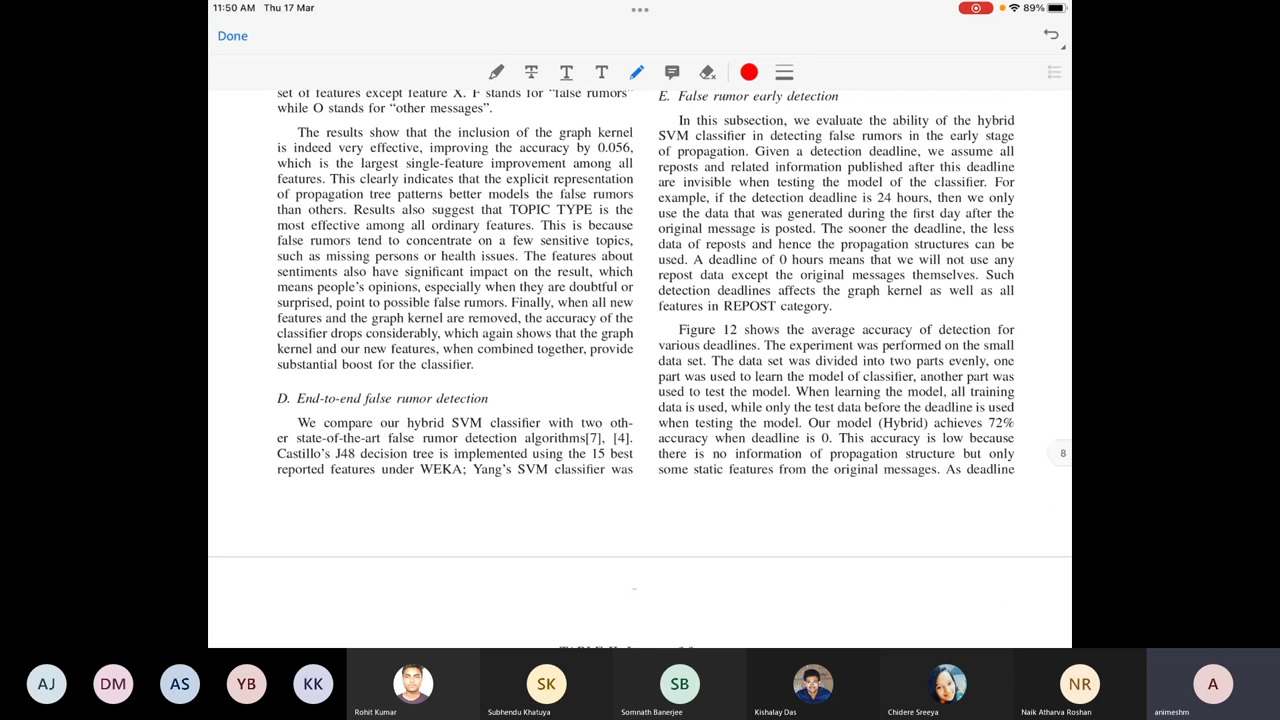 11:50 AM Thu 17 Mar
89%
Done
set of features except feature X. F stands for “false rumors”
while O stands for “other messages”.
The results show that the inclusion of the graph kernel
is indeed very effective, improving the accuracy by 0.056,
which is the largest single-feature improvement among all
features. This clearly indicates that the explicit representation
of propagation tree patterns better models the false rumors
than others. Results also suggest that TOPIC TYPE is the
most effective among all ordinary features. This is because
false rumors tend to concentrate on a few sensitive topics,
such as missing persons or health issues. The features about
sentiments also have significant impact on the result, which
means people’s opinions, especially when they are doubtful or
surprised, point to possible false rumors. Finally, when all new
features and the graph kernel are removed, the accuracy of the
classifier drops considerably, which again shows that the graph
kernel and our new features, when combined together, provide
substantial boost for the classifier.
D. End-to-end false rumor detection
We compare our hybrid SVM classifier with two oth-
er state-of-the-art false rumor detection algorithms[7], [4].
Castillo’s J48 decision tree is implemented using the 15 best
reported features under WEKA; Yang’s SVM classifier was
E. False rumor early detection
In this subsection, we evaluate the ability of the hybrid
SVM classifier in detecting false rumors in the early stage
of propagation. Given a detection deadline, we assume all
reposts and related information published after this deadline
are invisible when testing the model of the classifier. For
example, if the detection deadline is 24 hours, then we only
use the data that was generated during the first day after the
original message is posted. The sooner the deadline, the less
data of reposts and hence the propagation structures can be
used. A deadline of 0 hours means that we will not use any
repost data except the original messages themselves. Such
detection deadlines affects the graph kernel as well as all
features in REPOST category.
Figure 12 shows the average accuracy of detection for
various deadlines. The experiment was performed on the small
data set. The data set was divided into two parts evenly, one
part was used to learn the model of classifier, another part was
used to test the model. When learning the model, all training
data is used, while only the test data before the deadline is used
when testing the model. Our model (Hybrid) achieves 72%
accuracy when deadline is 0. This accuracy is low because
there is no information of propagation structure but only
some static features from the original messages. As deadline
8
AJ
DM
AS
YB
KK
Rohit Kumar
SK
Subhendu Khatuya
SB
Somnath Banerjee
Kishalay Das
Chidere Sreeya
NR
Naik Atharva Roshan
A
animeshm